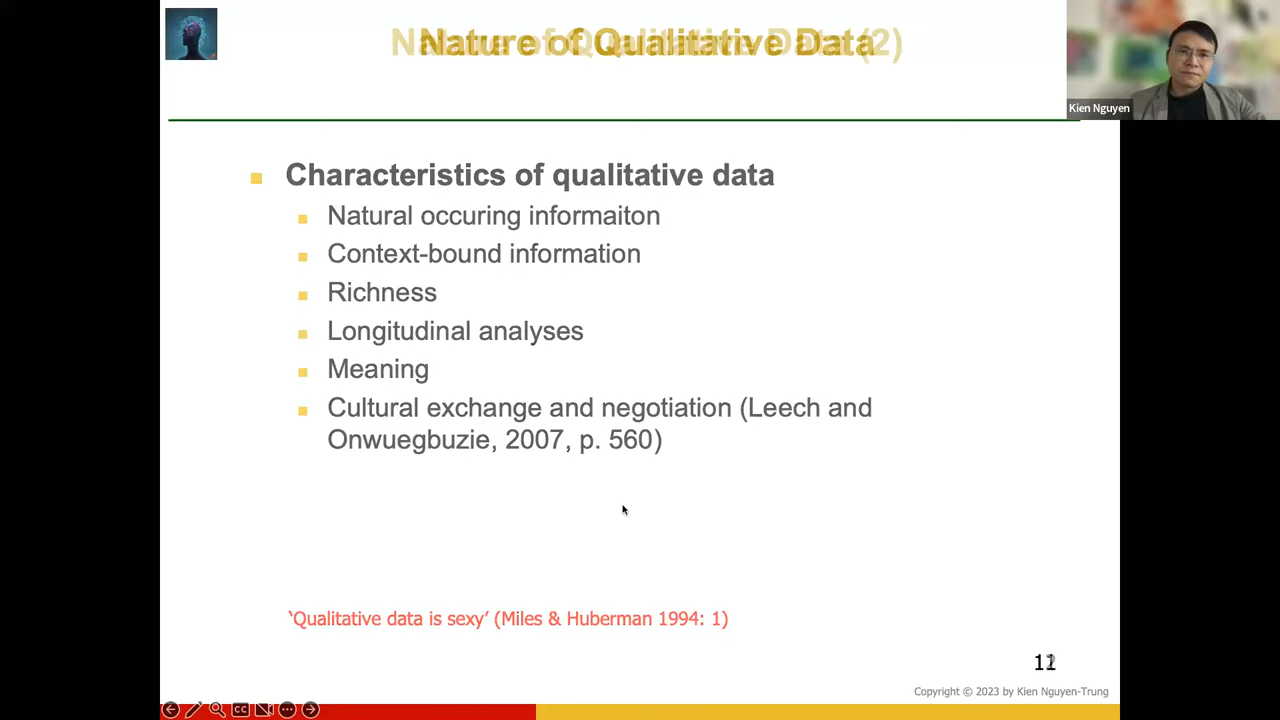 Nature of Qualitative Data (2)
Kien Nguyen
Characteristics of qualitative data
Natural occuring informaiton
Context-bound information
Richness
Longitudinal analyses
Meaning
Cultural exchange and negotiation (Leech and
Onwuegbuzie, 2007, p. 560)
‘Qualitative data is sexy’ (Miles & Huberman 1994: 1)
Copyright © 2023 by Kien Nguyen-Trung
CC